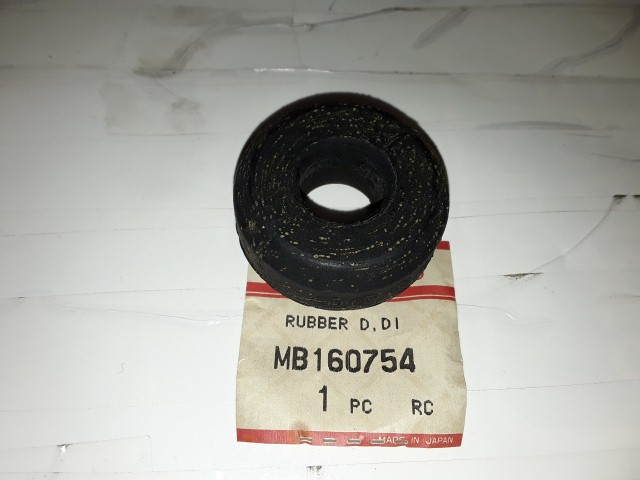 RUBBER D,DI
MB160754
1 PC RC
MADE IN JAPAN